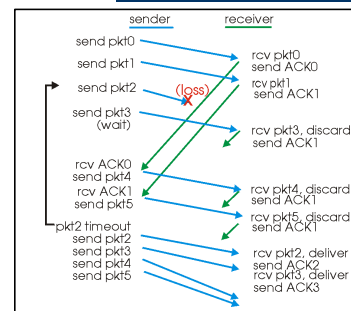 sender
receiver
send pkt0
send pkt1
send pkt2
send pkt3
(wait)
(loss)
rcv pkt0
send ACK0
rcv pkt1
send ACK1
rcv pkt3, discard
send ACK1
rcv ACK0
send pkt4
rcv ACK1
send pkt5
rcv pkt4, discard
send ACK1
rcv pkt5, discard
send ACK1
pkt2 timeout
send pkt2
send pkt3
send pkt4
send pkt5
rcv pkt2, deliver
send ACK2
rcv pkt3, deliver
send ACK3